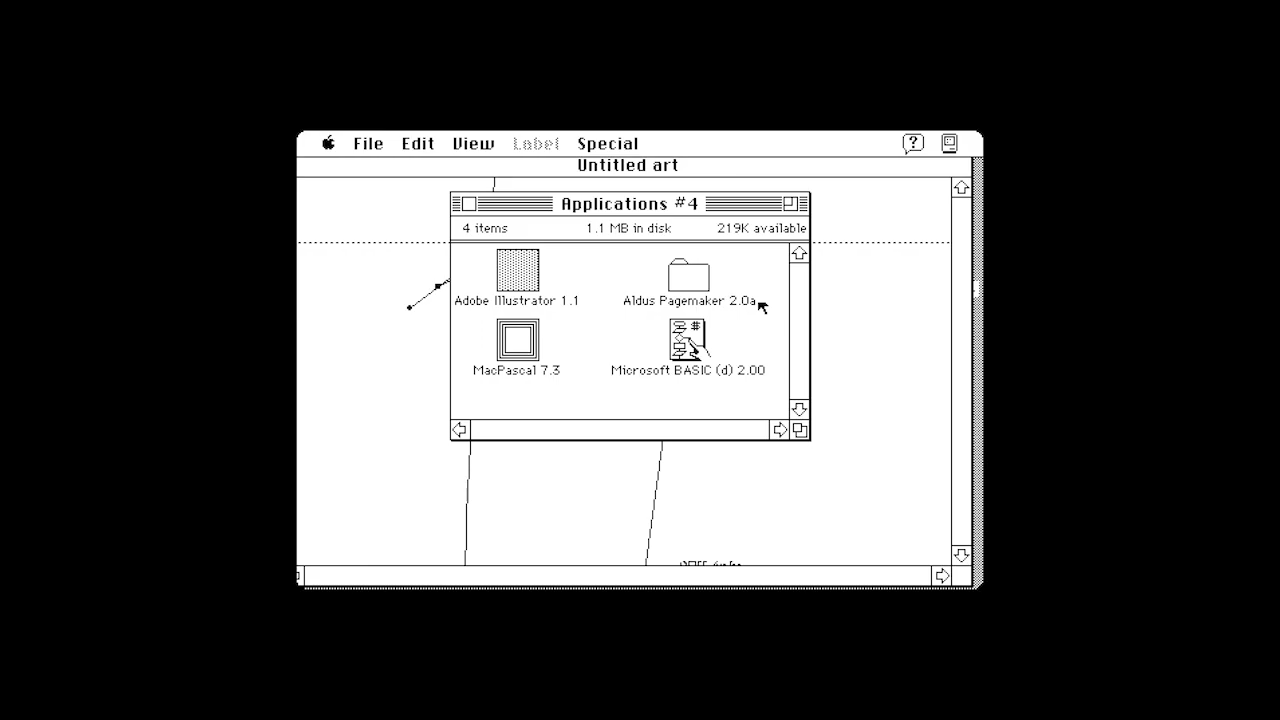 File Edit View Label Special
Untitled art
Applications #4
4 items 1.1 MB in disk 219K available
Adobe Illustrator 1.1 Aldus Pagemaker 2.0a
MacPascal 7.3 Microsoft BASIC (d) 2.00